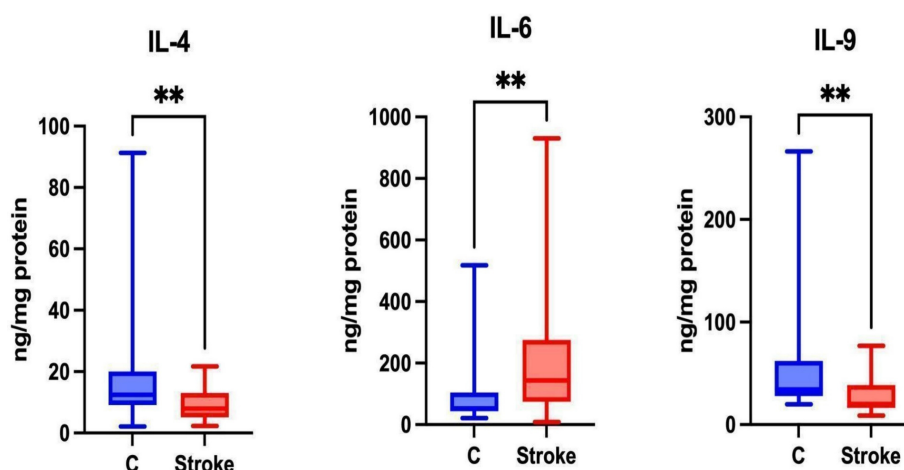 IL-4
**
ng/mg protein
100
80
60
40
20
0
C Stroke
IL-6
**
ng/mg protein
1000
800
600
400
200
0
C Stroke
IL-9
**
ng/mg protein
300
200
100
0
C Stroke